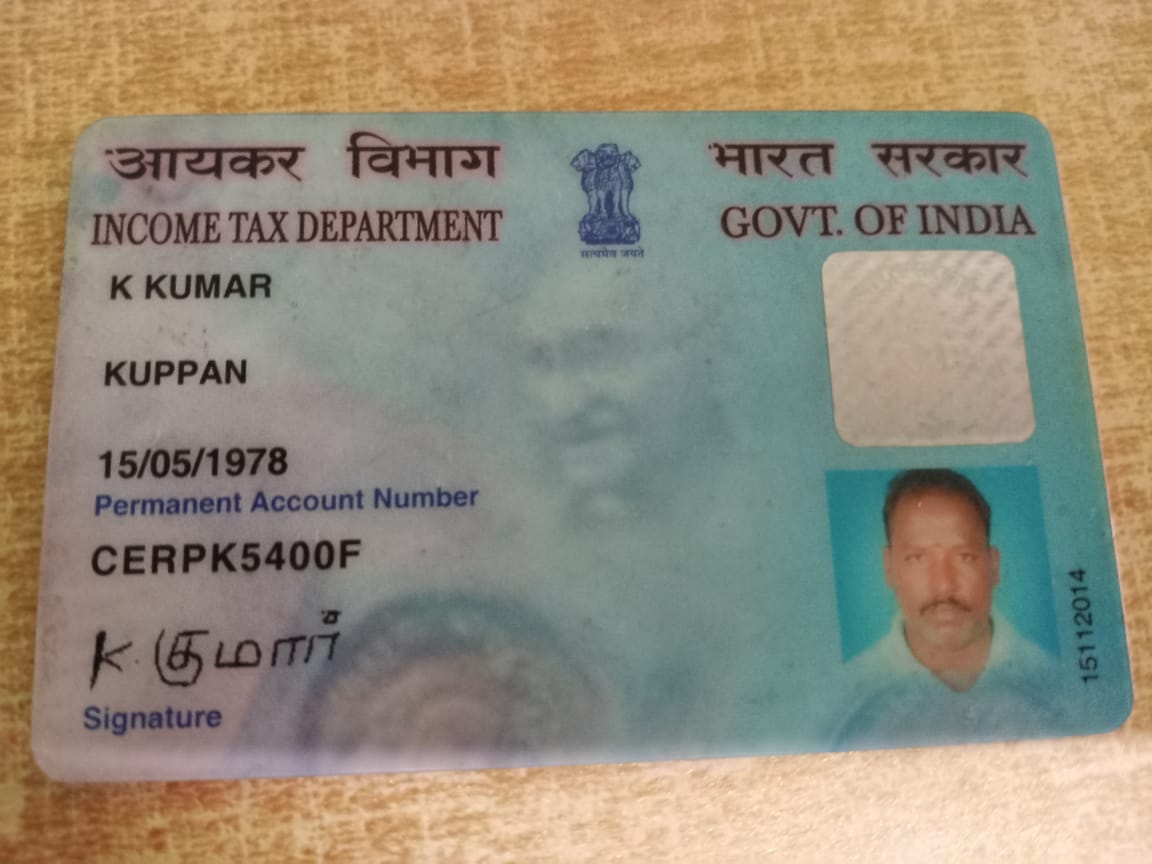 आयकर विभाग
INCOME TAX DEPARTMENT
सत्यमेव जयते
भारत सरकार
GOVT. OF INDIA
K KUMAR
KUPPAN
15/05/1978
Permanent Account Number
CERPK5400F
K. குமார்
Signature
15112014